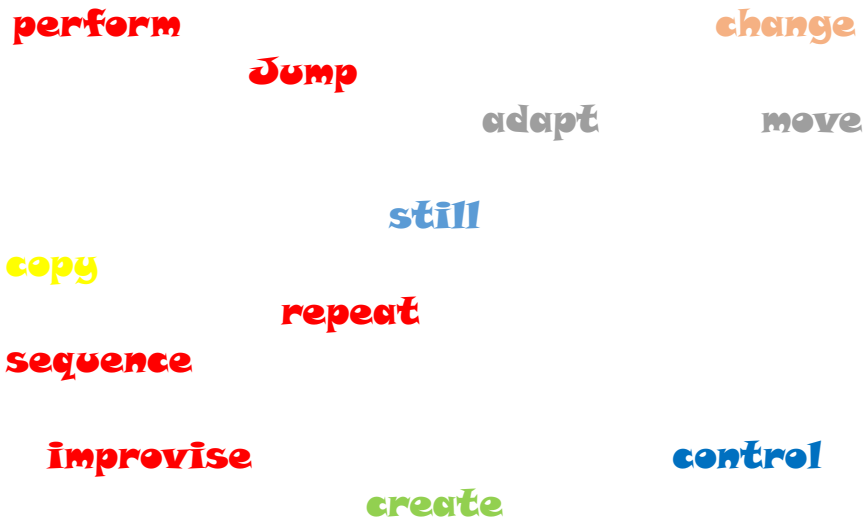 perform change
Jump
adapt move
still
copy
repeat
sequence
improvise control
create